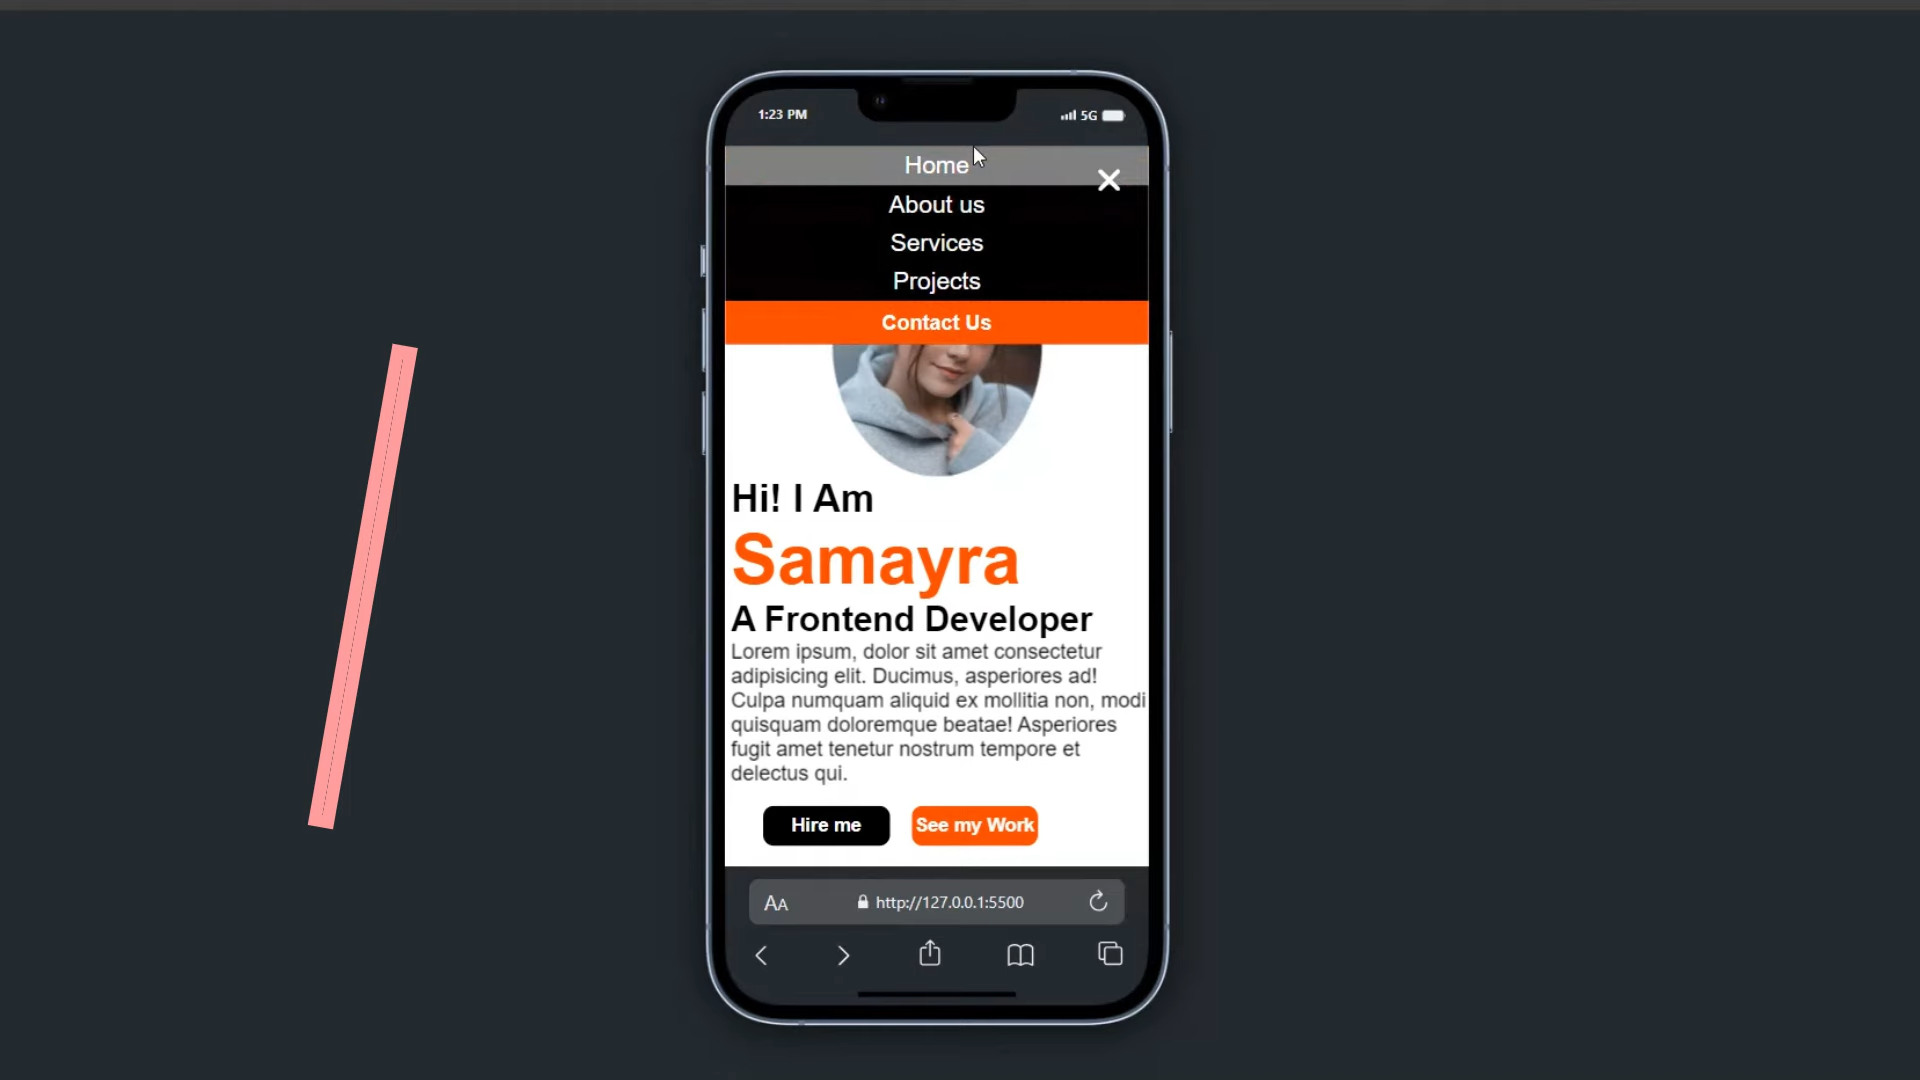 1:23 PM 5G
Home
About us
Services
Projects
Contact Us
Hi! I Am
Samayra
A Frontend Developer
Lorem ipsum, dolor sit amet consectetur
adipisicing elit. Ducimus, asperiores ad!
Culpa numquam aliquid ex mollitia non, modi
quisquam doloremque beatae! Asperiores
fugit amet tenetur nostrum tempore et
delectus qui.
Hire me See my Work
AA http://127.0.0.1:5500